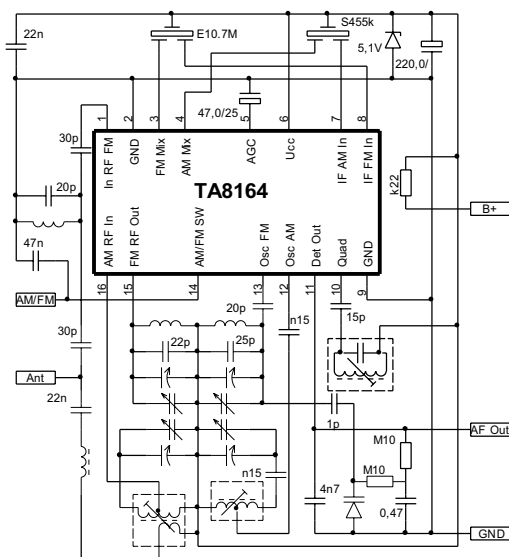 22n
E10.7M
S455k
5,1V
220,0/
47,0/25
1
2
3
4
5
6
7
8
30p
In RF FM
GND
FM Mix
AM Mix
AGC
Ucc
IF AM In
IF FM In
TA8164
k22
20p
B+
AM RF In
FM RF Out
AM/FM SW
Osc FM
Osc AM
Det Out
Quad
GND
47n
16
15
14
13
12
11
10
9
AM/FM
20p
n15
15p
30p
22p
25p
Ant
22n
1p
AF Out
M10
n15
4n7
M10
0,47
GND